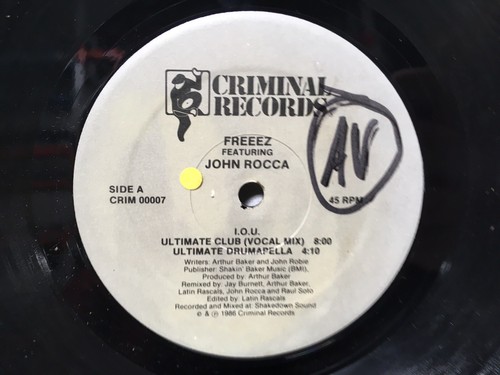 CRIMINAL
RECORDS
FREEEZ
FEATURING
JOHN ROCCA
AV
SIDE A
CRIM 00007
45 RPM
I.O.U.
ULTIMATE CLUB (VOCAL MIX) 8:00
ULTIMATE DRUMAPELLA 4:10
Writers: Arthur Baker and John Robie
Publisher: Shakin' Baker Music (BMI),
Produced by: Arthur Baker
Remixed by: Jay Burnett, Arthur Baker,
Latin Rascals, John Rocca and Raul Soto
Edited by: Latin Rascals
Recorded and Mixed at: Shakedown Sound
© & ℗ 1986 Criminal Records